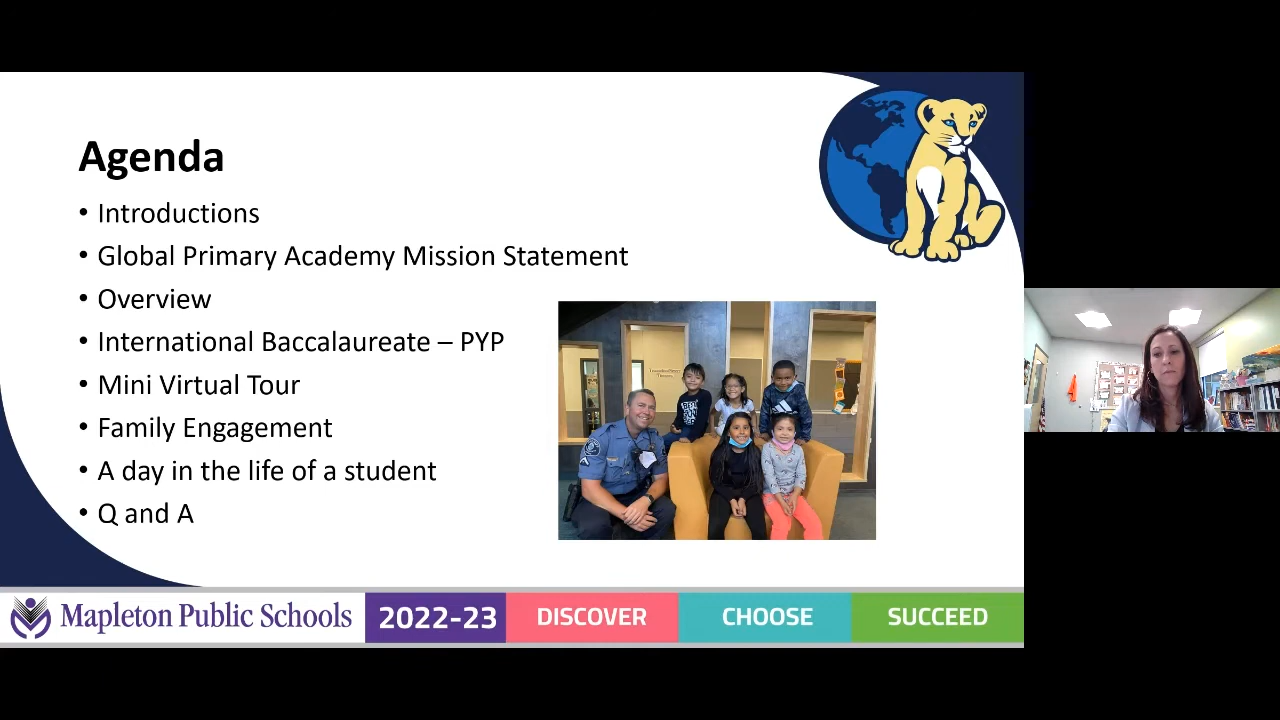 Agenda
• Introductions
• Global Primary Academy Mission Statement
• Overview
• International Baccalaureate – PYP
• Mini Virtual Tour
• Family Engagement
• A day in the life of a student
• Q and A
Mapleton Public Schools
2022-23
DISCOVER
CHOOSE
SUCCEED